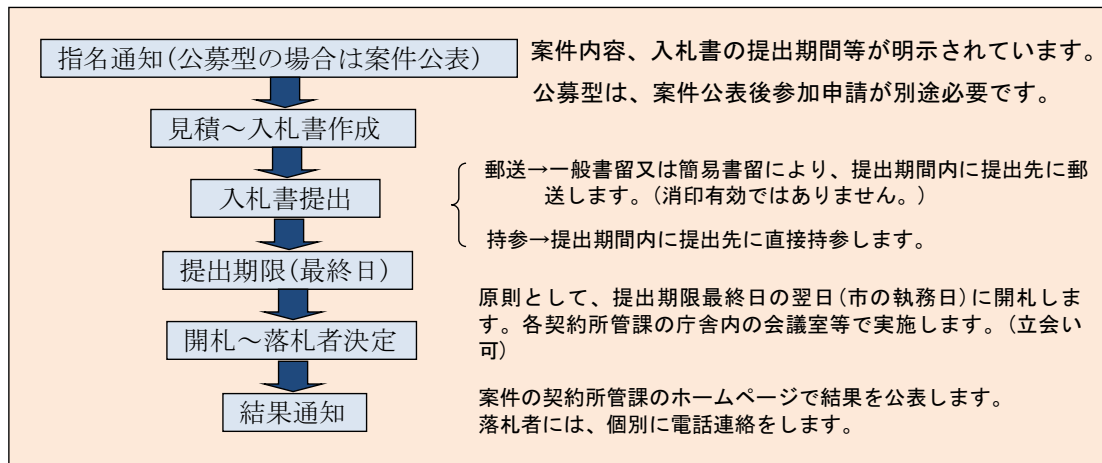 指名通知(公募型の場合は案件公表)
案件内容、入札書の提出期間等が明示されています。
公募型は、案件公表後参加申請が別途必要です。
見積～入札書作成
入札書提出
郵送→一般書留又は簡易書留により、提出期間内に提出先に郵
送します。(消印有効ではありません。)
持参→提出期間内に提出先に直接持参します。
提出期限(最終日)
原則として、提出期限最終日の翌日(市の執務日)に開札しま
す。各契約所管課の庁舎内の会議室等で実施します。(立会い
可)
開札～落札者決定
結果通知
案件の契約所管課のホームページで結果を公表します。
落札者には、個別に電話連絡をします。